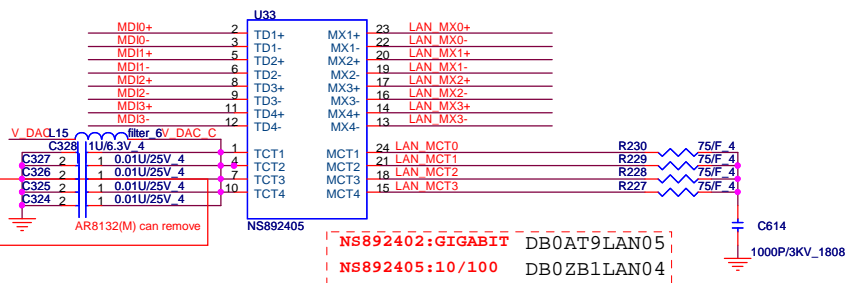 U33
MDI0+ 2 TD1+ MX1+ 23 LAN_MX0+
MDI0- 3 TD1- MX1- 22 LAN_MX0-
MDI1+ 5 TD2+ MX2+ 20 LAN_MX1+
MDI1- 6 TD2- MX2- 19 LAN_MX1-
MDI2+ 8 TD3+ MX3+ 17 LAN_MX2+
MDI2- 9 TD3- MX3- 16 LAN_MX2-
MDI3+ 11 TD4+ MX4+ 14 LAN_MX3+
MDI3- 12 TD4- MX4- 13 LAN_MX3-
V_DAC L15 filter_6 V_DAC_C
C328 1U/6.3V_4 1 TCT1 MCT1 24 LAN_MCT0 R230 75/F_4
C327 2 1 0.01U/25V_4 4 TCT2 MCT2 21 LAN_MCT1 R229 75/F_4
C326 2 1 0.01U/25V_4 7 TCT3 MCT3 18 LAN_MCT2 R228 75/F_4
C325 2 1 0.01U/25V_4 10 TCT4 MCT4 15 LAN_MCT3 R227 75/F_4
C324 2 1 0.01U/25V_4
AR8132(M) can remove
NS892405
C614
1000P/3KV_1808
NS892402:GIGABIT DB0AT9LAN05
NS892405:10/100 DB0ZB1LAN04